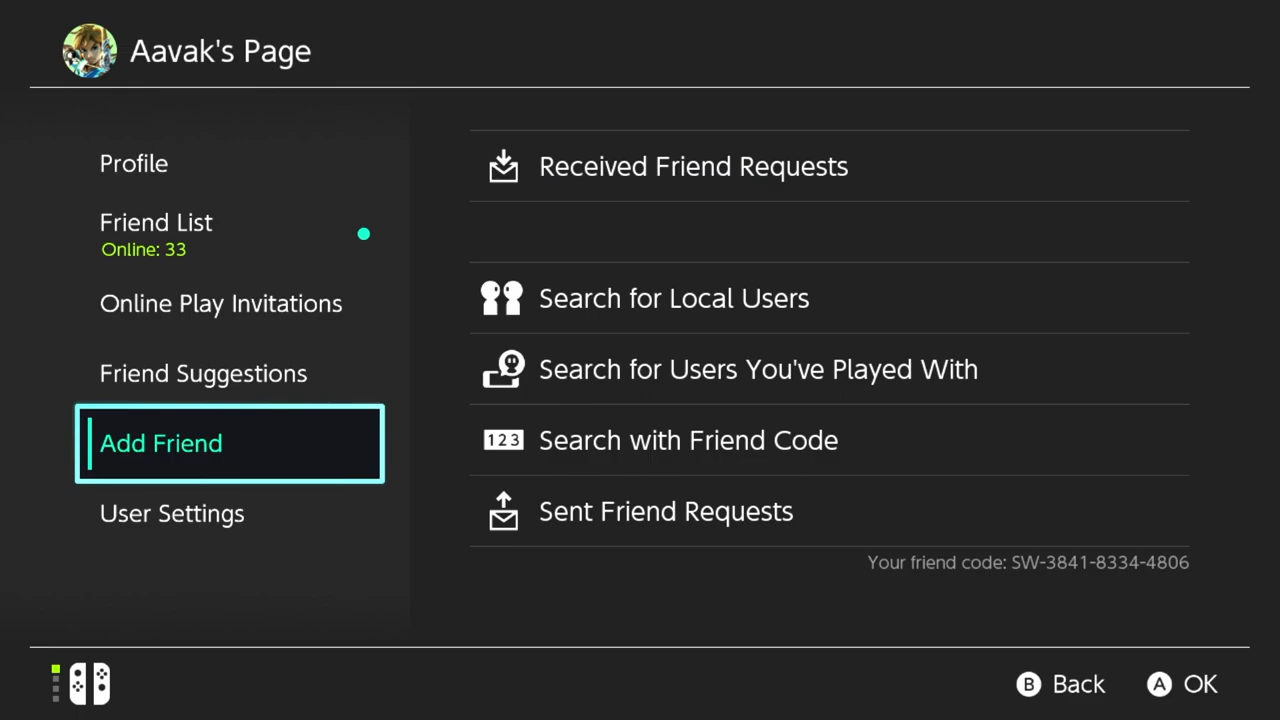 Aavak's Page
Profile
Friend List
Online: 33
Online Play Invitations
Friend Suggestions
Add Friend
User Settings
Received Friend Requests
Search for Local Users
Search for Users You've Played With
123 Search with Friend Code
Sent Friend Requests
Your friend code: SW-3841-8334-4806
B Back
A OK